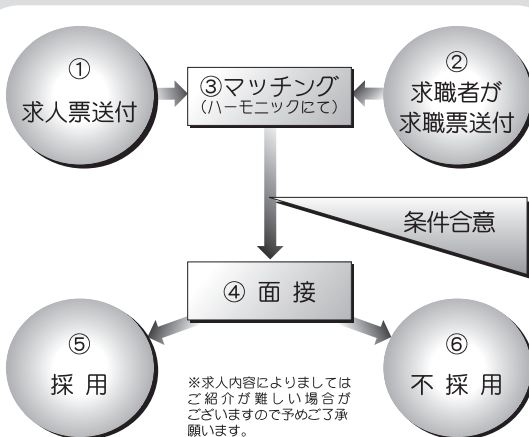 ①
求人票送付
③マッチング
(ハーモニックにて)
②
求職者が
求職票送付
条件合意
④ 面 接
⑤
採 用
⑥
不 採 用
※求人内容によりましては
ご紹介が難しい場合が
ございますので予めご了承
願います。